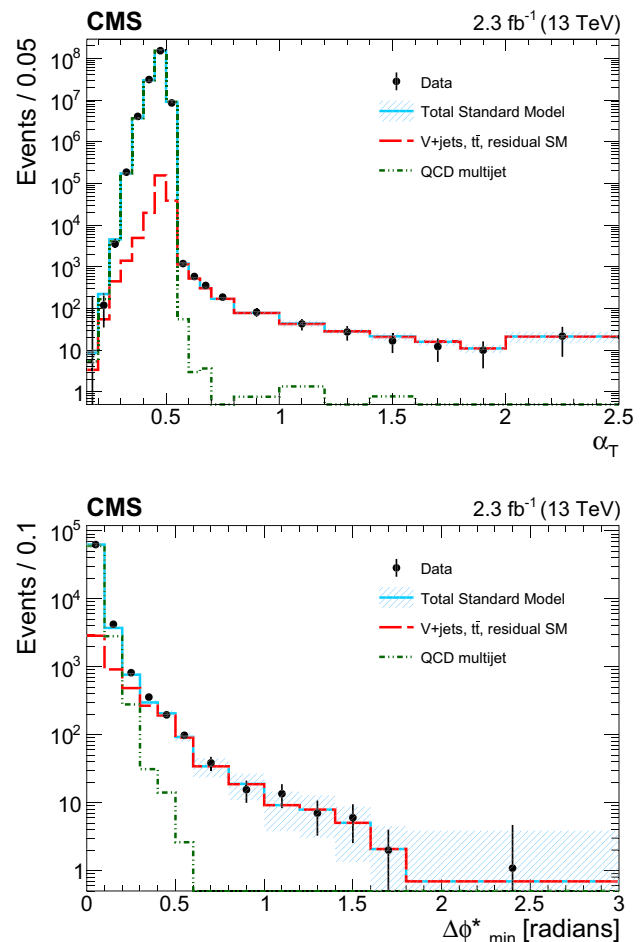 CMS 2.3 fb⁻¹ (13 TeV)
Events / 0.05
10⁸
10⁷
10⁶
10⁵
10⁴
10³
10²
10
1
Data
Total Standard Model
V+jets, tt̄, residual SM
QCD multijet
0.5 1 1.5 2 2.5
α_T
CMS 2.3 fb⁻¹ (13 TeV)
Events / 0.1
10⁵
10⁴
10³
10²
10
1
Data
Total Standard Model
V+jets, tt̄, residual SM
QCD multijet
0 0.5 1 1.5 2 2.5 3
Δϕ*_min [radians]